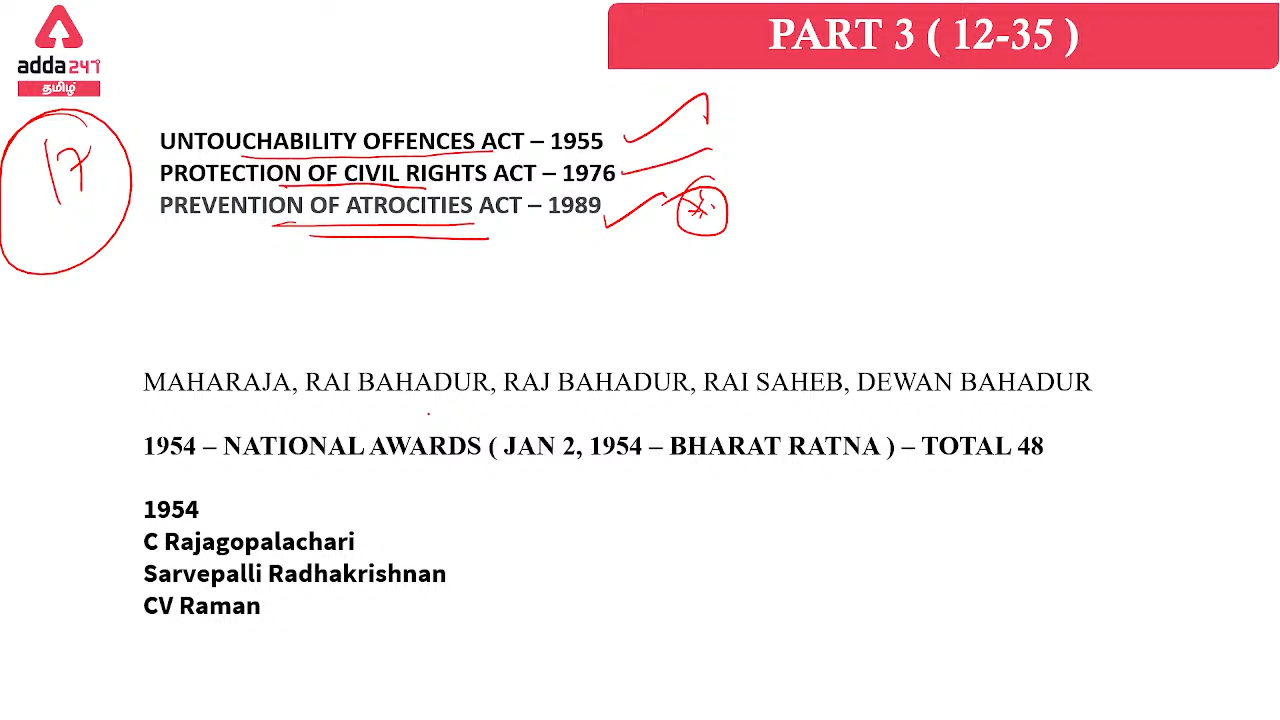 PART 3 ( 12-35 )
adda247
தமிழ்
17
UNTOUCHABILITY OFFENCES ACT – 1955
PROTECTION OF CIVIL RIGHTS ACT – 1976
PREVENTION OF ATROCITIES ACT – 1989
MAHARAJA, RAI BAHADUR, RAJ BAHADUR, RAI SAHEB, DEWAN BAHADUR
1954 – NATIONAL AWARDS ( JAN 2, 1954 – BHARAT RATNA ) – TOTAL 48
1954
C Rajagopalachari
Sarvepalli Radhakrishnan
CV Raman